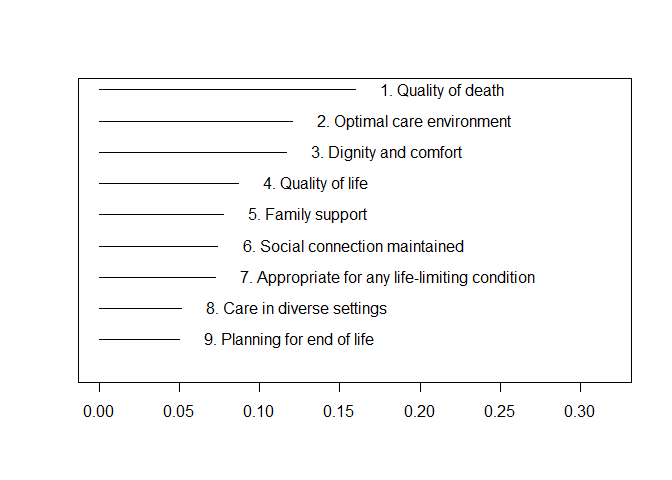 1. Quality of death
2. Optimal care environment
3. Dignity and comfort
4. Quality of life
5. Family support
6. Social connection maintained
7. Appropriate for any life-limiting condition
8. Care in diverse settings
9. Planning for end of life
0.00 0.05 0.10 0.15 0.20 0.25 0.30